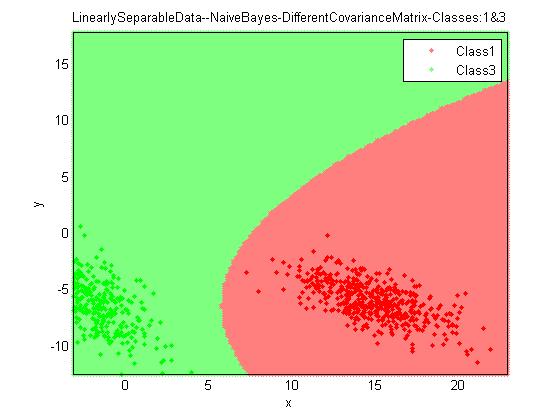 LinearlySeparableData--NaiveBayes-DifferentCovarianceMatrix-Classes:1&3
Class1
Class3
15
10
5
0
-5
-10
y
0 5 10 15 20
x